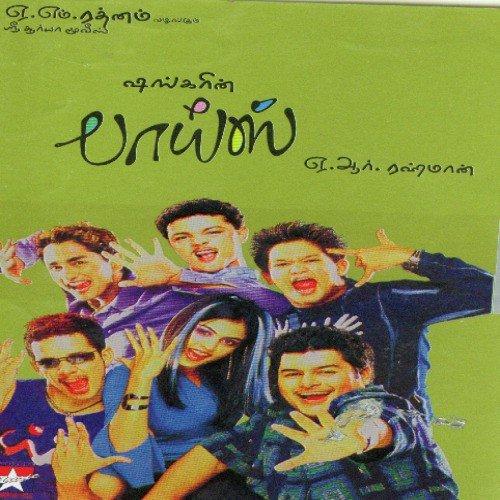 ஏ.எம்.ரத்னம் வழங்கும்
ஸ்ரீ சூர்யா மூவீஸ்
ஷங்கரின்
பாய்ஸ்
ஏ.ஆர். ரஹ்மான்